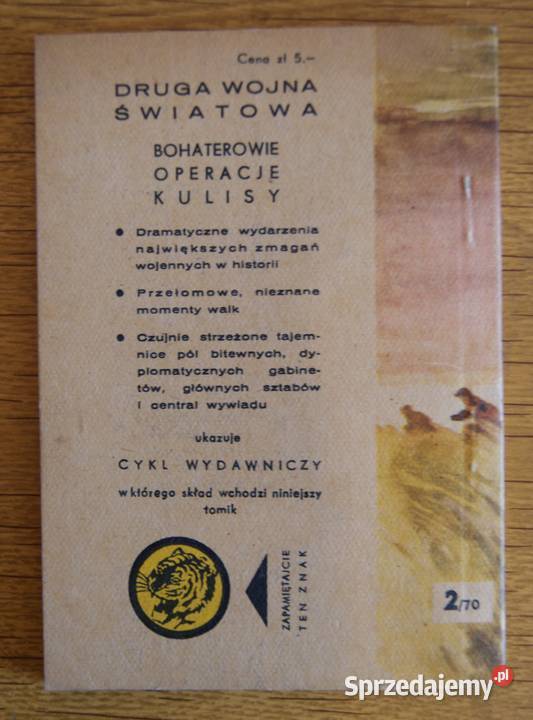 Cena zł 5,–
DRUGA WOJNA
ŚWIATOWA
BOHATEROWIE
OPERACJE
KULISY
● Dramatyczne wydarzenia
największych zmagań
wojennych w historii
● Przełomowe, nieznane
momenty walk
● Czujnie strzeżone tajem-
nice pól bitewnych, dy-
plomatycznych gabine-
tów, głównych sztabów
i central wywiadu
ukazuje
CYKL WYDAWNICZY
w którego skład wchodzi niniejszy
tomik
ZAPAMIĘTAJCIE
TEN ZNAK
2/70
Sprzedajemy.pl